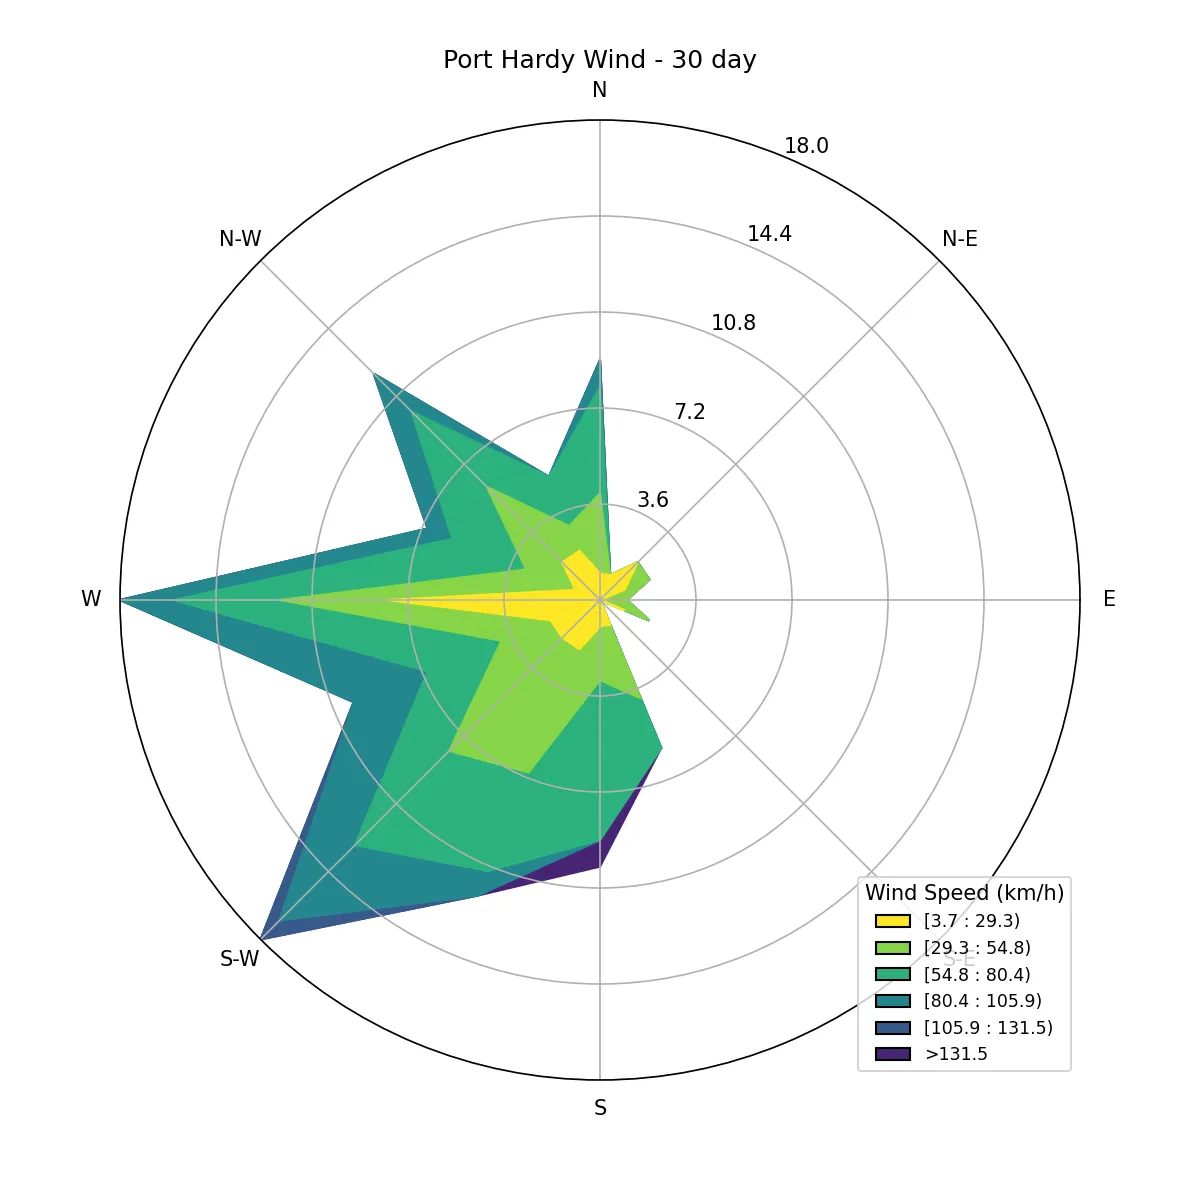 Port Hardy Wind - 30 day
N
18.0
N-W
14.4
N-E
10.8
7.2
3.6
W
E
Wind Speed (km/h)
[3.7 : 29.3)
[29.3 : 54.8)
S-W
S-E
[54.8 : 80.4)
[80.4 : 105.9)
[105.9 : 131.5)
>131.5
S